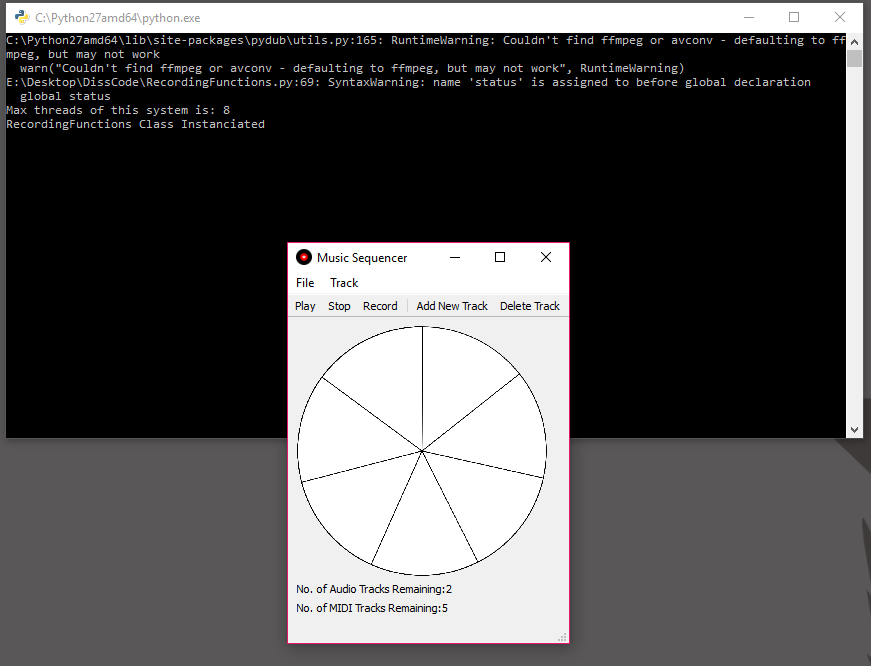 C:\Python27amd64\python.exe
C:\Python27amd64\lib\site-packages\pydub\utils.py:165: RuntimeWarning: Couldn't find ffmpeg or avconv - defaulting to ff
mpeg, but may not work
  warn("Couldn't find ffmpeg or avconv - defaulting to ffmpeg, but may not work", RuntimeWarning)
E:\Desktop\DissCode\RecordingFunctions.py:69: SyntaxWarning: name 'status' is assigned to before global declaration
  global status
Max threads of this system is: 8
RecordingFunctions Class Instanciated
Music Sequencer
File Track
Play Stop Record Add New Track Delete Track
No. of Audio Tracks Remaining:2
No. of MIDI Tracks Remaining:5